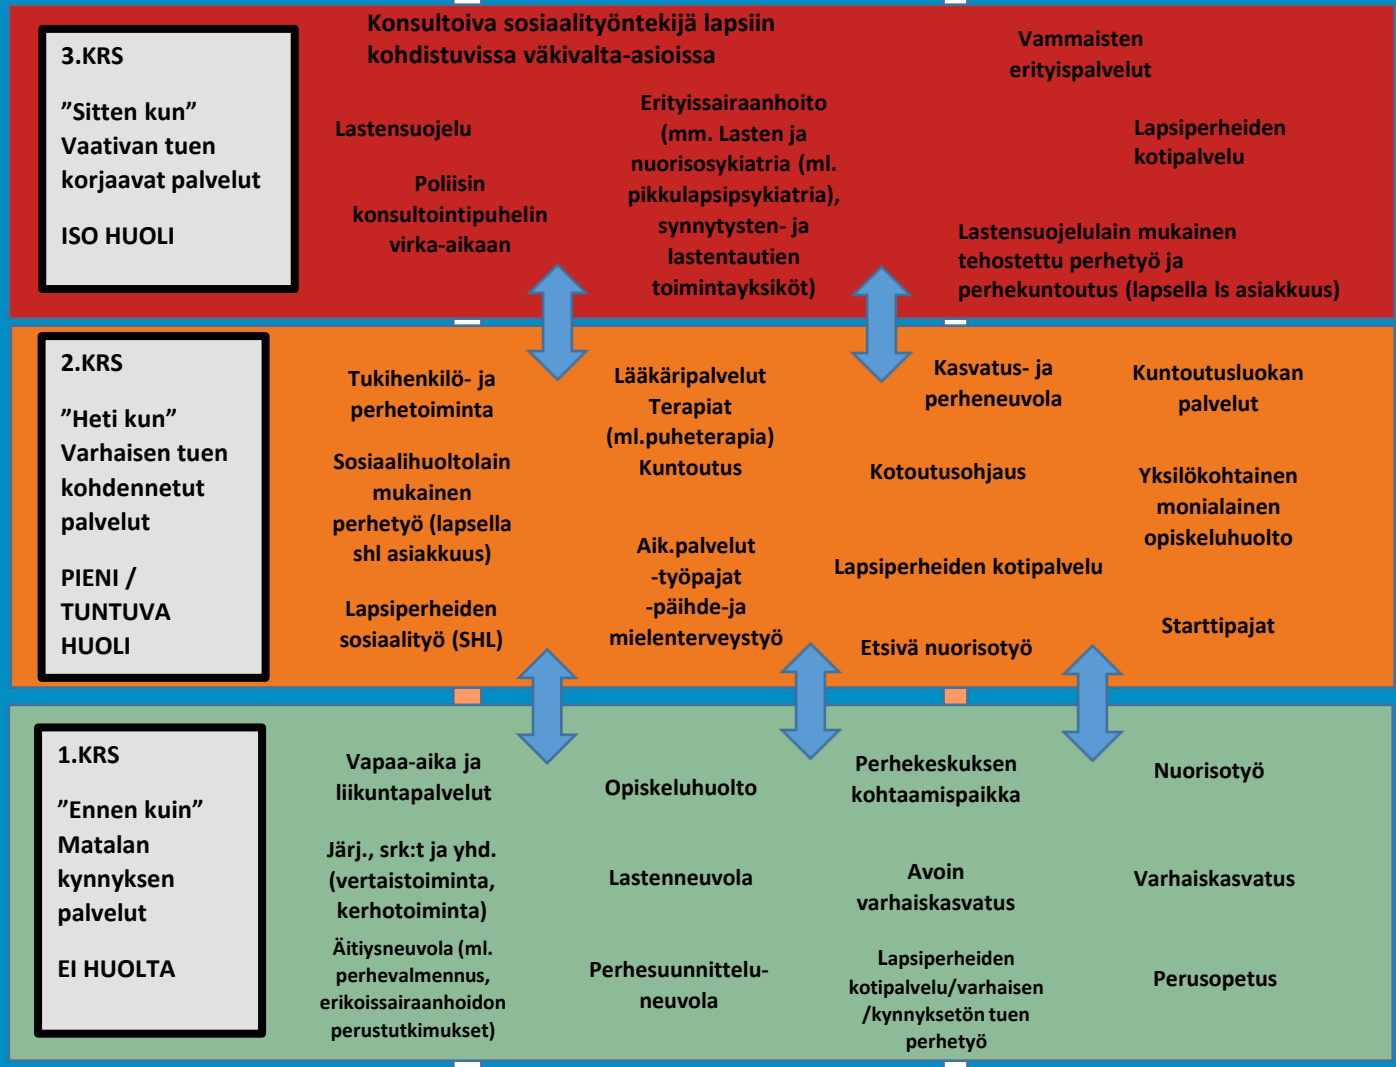 3.KRS
”Sitten kun”
Vaativan tuen
korjaavat palvelut
ISO HUOLI
Konsultoiva sosiaalityöntekijä lapsiin
kohdistuvissa väkivalta-asioissa
Lastensuojelu
Poliisin
konsultointipuhelin
virka-aikaan
Erityissairaanhoito
(mm. Lasten ja
nuorisosykiatria (ml.
pikkulapsipsykiatria),
synnytysten- ja
lastentautien
toimintayksiköt)
Vammaisten
erityispalvelut
Lapsiperheiden
kotipalvelu
Lastensuojelulain mukainen
tehostettu perhetyö ja
perhekuntoutus (lapsella ls asiakkuus)
2.KRS
”Heti kun”
Varhaisen tuen
kohdennetut
palvelut
PIENI /
TUNTUVA
HUOLI
Tukihenkilö- ja
perhetoiminta
Sosiaalihuoltolain
mukainen
perhetyö (lapsella
shl asiakkuus)
Lapsiperheiden
sosiaalityö (SHL)
Lääkäripalvelut
Terapiat
(ml.puheterapia)
Kuntoutus
Aik.palvelut
-työpajat
-päihde-ja
mielenterveystyö
Kasvatus- ja
perheneuvola
Kotoutusohjaus
Lapsiperheiden kotipalvelu
Etsivä nuorisotyö
Kuntoutusluokan
palvelut
Yksilökohtainen
monialainen
opiskeluhuolto
Starttipajat
1.KRS
”Ennen kuin”
Matalan
kynnyksen
palvelut
EI HUOLTA
Vapaa-aika ja
liikuntapalvelut
Järj., srk:t ja yhd.
(vertaistoiminta,
kerhotoiminta)
Äitiysneuvola (ml.
perhevalmennus,
erikoissairaanhoidon
perustutkimukset)
Opiskeluhuolto
Lastenneuvola
Perhesuunnittelu-
neuvola
Perhekeskuksen
kohtaamispaikka
Avoin
varhaiskasvatus
Lapsiperheiden
kotipalvelu/varhaisen
/kynnyksetön tuen
perhetyö
Nuorisotyö
Varhaiskasvatus
Perusopetus